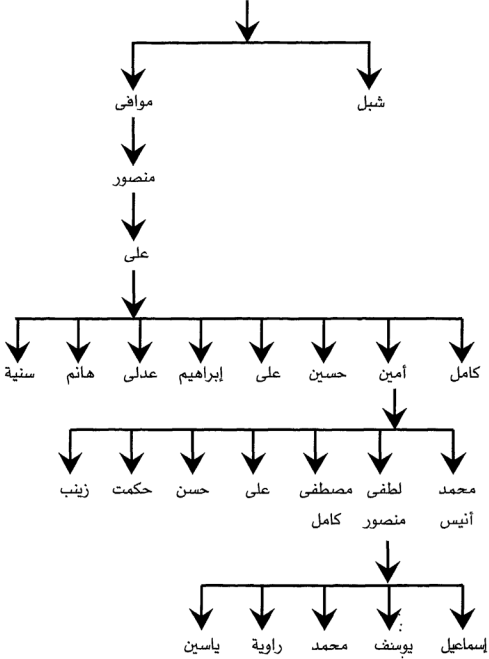 شبل موافى
منصور
على
كامل أمين حسين على إبراهيم عدلى هانم سنية
محمد لطفى مصطفى على حسن حكمت زينب
أنيس منصور كامل
إسماعيل يوسف محمد راوية ياسين